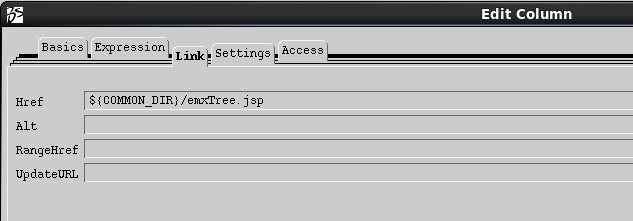 Edit Column
Basics Expression Link Settings Access
Href ${COMMON_DIR}/emxTree.jsp
Alt
RangeHref
UpdateURL